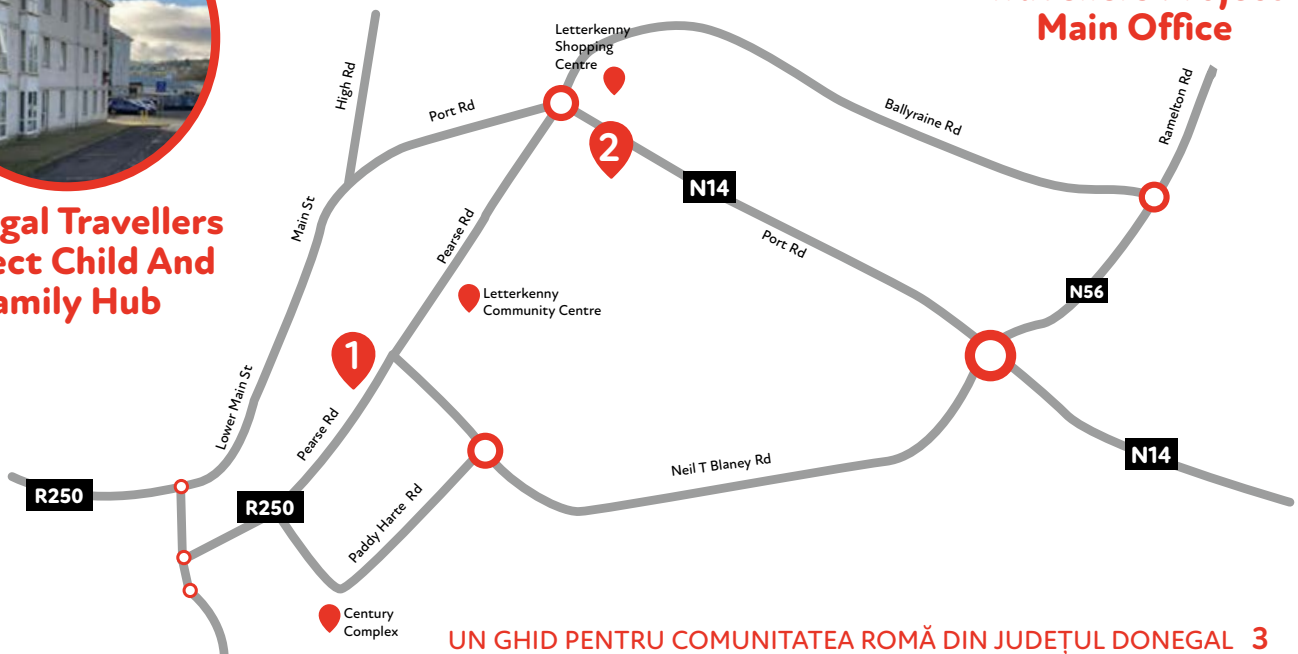 Main Office
Letterkenny
Shopping
Centre
High Rd
Port Rd
Ballyraine Rd
Ramelton Rd
2
N14
Main St
Pearse Rd
Port Rd
gal Travellers
ect Child And
amily Hub
N56
Letterkenny
Community Centre
1
Lower Main St
Pearse Rd
N14
Neil T Blaney Rd
R250
R250
Paddy Harte Rd
Century
Complex
UN GHID PENTRU COMUNITATEA ROMĂ DIN JUDEȚUL DONEGAL 3